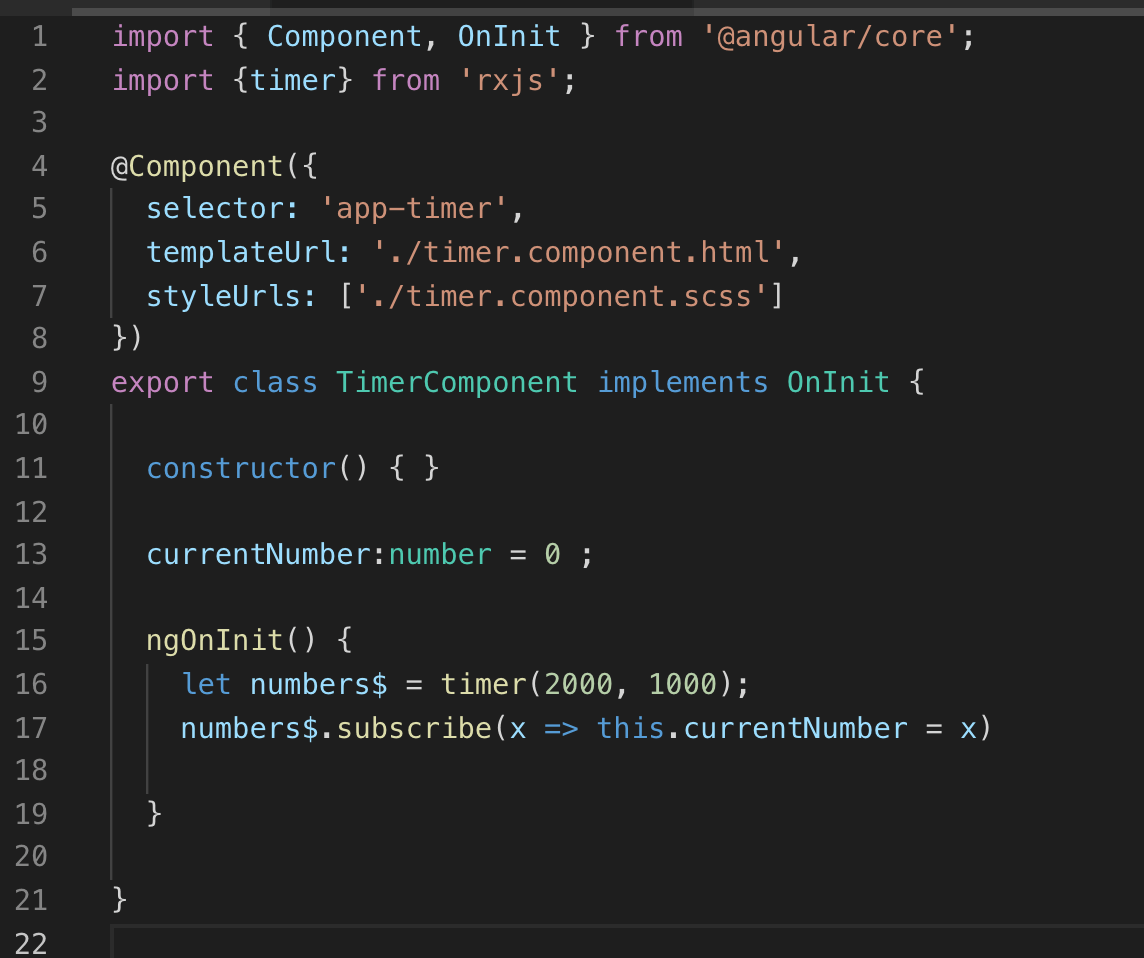 1 import { Component, OnInit } from '@angular/core';
2 import {timer} from 'rxjs';
3
4 @Component({
5   selector: 'app-timer',
6   templateUrl: './timer.component.html',
7   styleUrls: ['./timer.component.scss']
8 })
9 export class TimerComponent implements OnInit {
10
11   constructor() { }
12
13   currentNumber:number = 0 ;
14
15   ngOnInit() {
16     let numbers$ = timer(2000, 1000);
17     numbers$.subscribe(x => this.currentNumber = x)
18
19   }
20
21 }
22